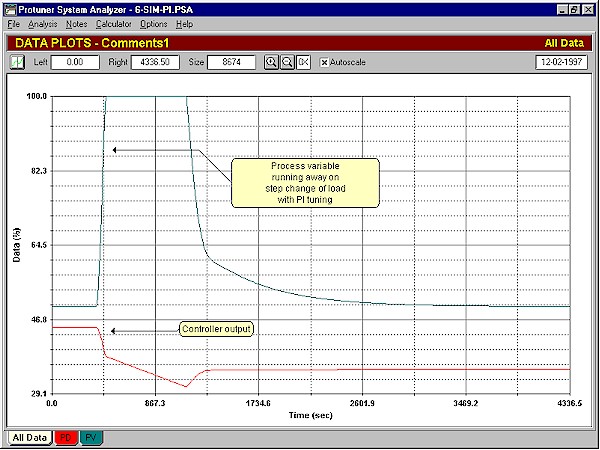 Protuner System Analyzer - 6-SIM-PI.PSA
File Analysis Notes Calculator Options Help
DATA PLOTS - Comments1 All Data
Left 0.00 Right 4336.50 Size 8674 Autoscale 12-02-1997
100.0
82.3
64.5
46.8
29.1
Data (%)
Process variable
running away on
step change of load
with PI tuning
Controller output
0.0 867.3 1734.6 2601.9 3469.2 4336.5
Time (sec)
All Data PD PV